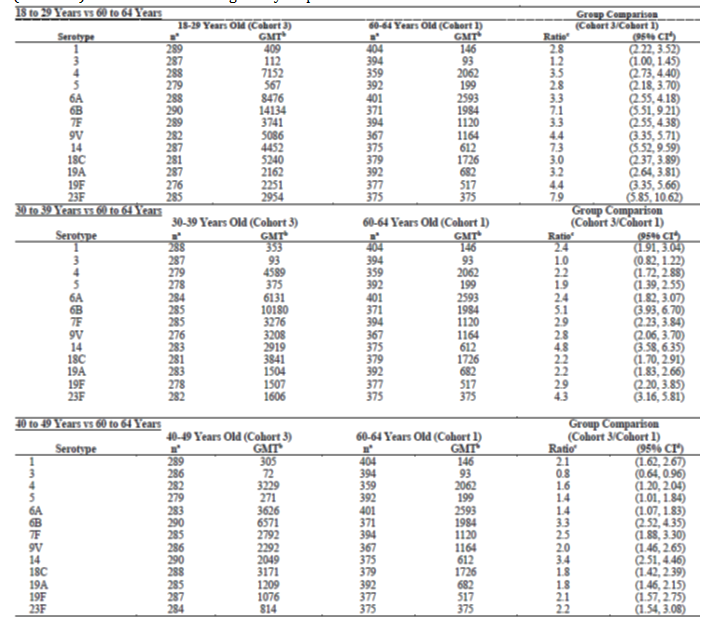 18 to 29 Years vs 60 to 64 Years Group Comparison
18-29 Years Old (Cohort 3) 60-64 Years Old (Cohort 1) (Cohort 3/Cohort 1)
Serotype nᵃ GMTᵇ nᵃ GMTᵇ Ratioᶜ (95% CIᵈ)
1 289 409 404 146 2.8 (2.22, 3.52)
3 287 112 394 93 1.2 (1.00, 1.45)
4 288 7152 359 2062 3.5 (2.73, 4.40)
5 279 567 392 199 2.8 (2.18, 3.70)
6A 288 8476 401 2593 3.3 (2.55, 4.18)
6B 290 14134 371 1984 7.1 (5.51, 9.21)
7F 289 3741 394 1120 3.3 (2.55, 4.38)
9V 282 5086 367 1164 4.4 (3.35, 5.71)
14 287 4452 375 612 7.3 (5.52, 9.59)
18C 281 5240 379 1726 3.0 (2.37, 3.89)
19A 287 2162 392 682 3.2 (2.64, 3.81)
19F 276 2251 377 517 4.4 (3.35, 5.66)
23F 285 2954 375 375 7.9 (5.85, 10.62)
30 to 39 Years vs 60 to 64 Years Group Comparison
30-39 Years Old (Cohort 3) 60-64 Years Old (Cohort 1) (Cohort 3/Cohort 1)
Serotype nᵃ GMTᵇ nᵃ GMTᵇ Ratioᶜ (95% CIᵈ)
1 288 353 404 146 2.4 (1.91, 3.04)
3 287 93 394 93 1.0 (0.82, 1.22)
4 279 4589 359 2062 2.2 (1.72, 2.88)
5 278 375 392 199 1.9 (1.39, 2.55)
6A 284 6131 401 2593 2.4 (1.82, 3.07)
6B 285 10180 371 1984 5.1 (3.93, 6.70)
7F 285 3276 394 1120 2.9 (2.23, 3.84)
9V 276 3208 367 1164 2.8 (2.06, 3.70)
14 283 2919 375 612 4.8 (3.58, 6.35)
18C 281 3841 379 1726 2.2 (1.70, 2.91)
19A 283 1504 392 682 2.2 (1.83, 2.66)
19F 278 1507 377 517 2.9 (2.20, 3.85)
23F 282 1606 375 375 4.3 (3.16, 5.81)
40 to 49 Years vs 60 to 64 Years Group Comparison
40-49 Years Old (Cohort 3) 60-64 Years Old (Cohort 1) (Cohort 3/Cohort 1)
Serotype nᵃ GMTᵇ nᵃ GMTᵇ Ratioᶜ (95% CIᵈ)
1 289 305 404 146 2.1 (1.62, 2.67)
3 286 72 394 93 0.8 (0.64, 0.96)
4 282 3229 359 2062 1.6 (1.20, 2.04)
5 279 271 392 199 1.4 (1.01, 1.84)
6A 283 3626 401 2593 1.4 (1.07, 1.83)
6B 290 6571 371 1984 3.3 (2.52, 4.35)
7F 285 2792 394 1120 2.5 (1.88, 3.30)
9V 286 2292 367 1164 2.0 (1.46, 2.65)
14 290 2049 375 612 3.4 (2.51, 4.46)
18C 288 3171 379 1726 1.8 (1.42, 2.39)
19A 285 1209 392 682 1.8 (1.46, 2.15)
19F 287 1076 377 517 2.1 (1.57, 2.75)
23F 284 814 375 375 2.2 (1.54, 3.08)